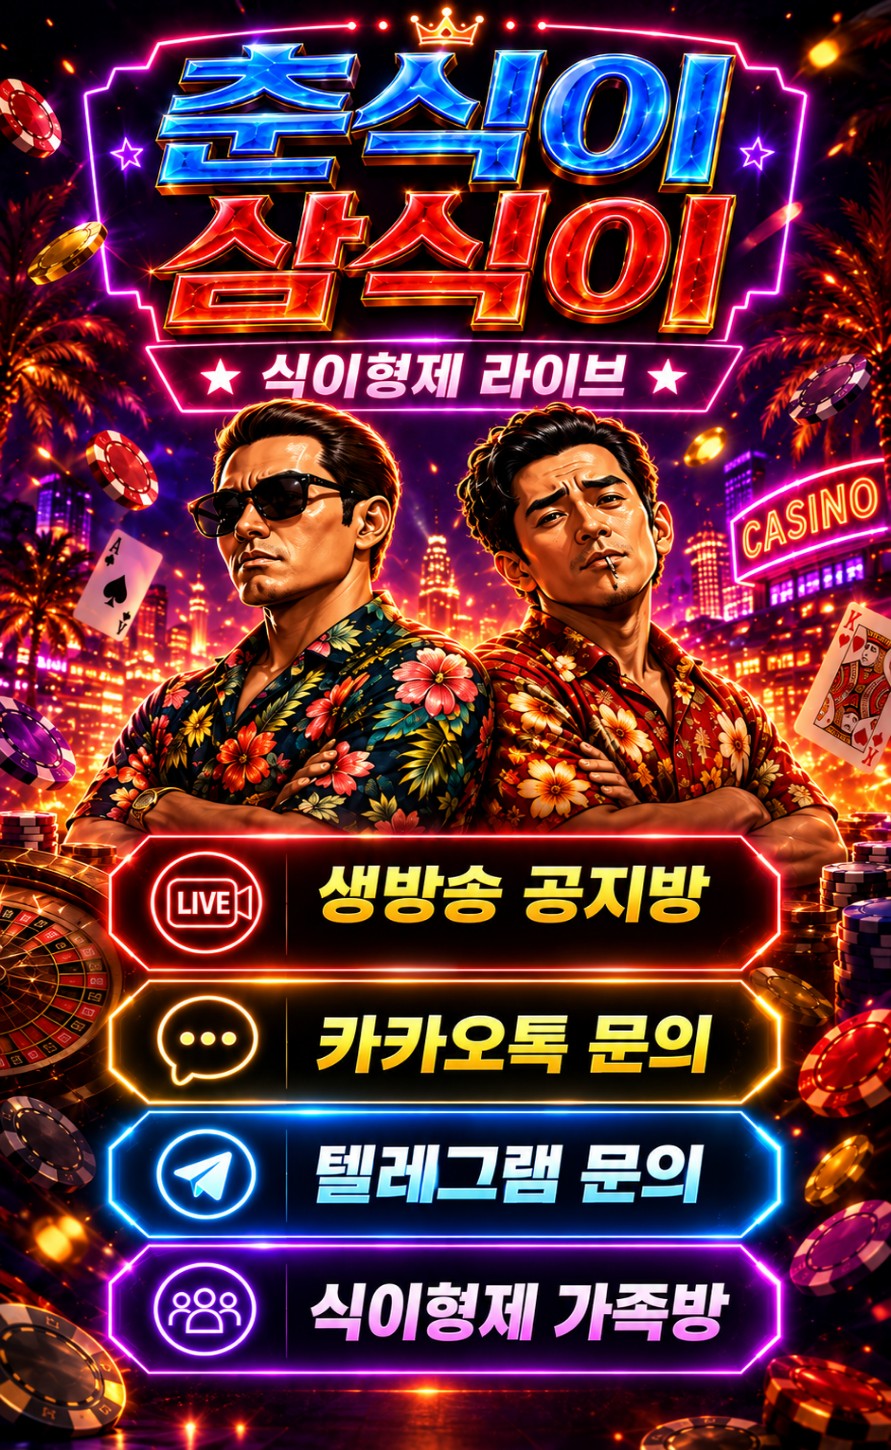 춘식이
삼식이
★ 식이형제 라이브 ★
CASINO
A
A
K
K
LIVE
생방송 공지방
카카오톡 문의
텔레그램 문의
식이형제 가족방